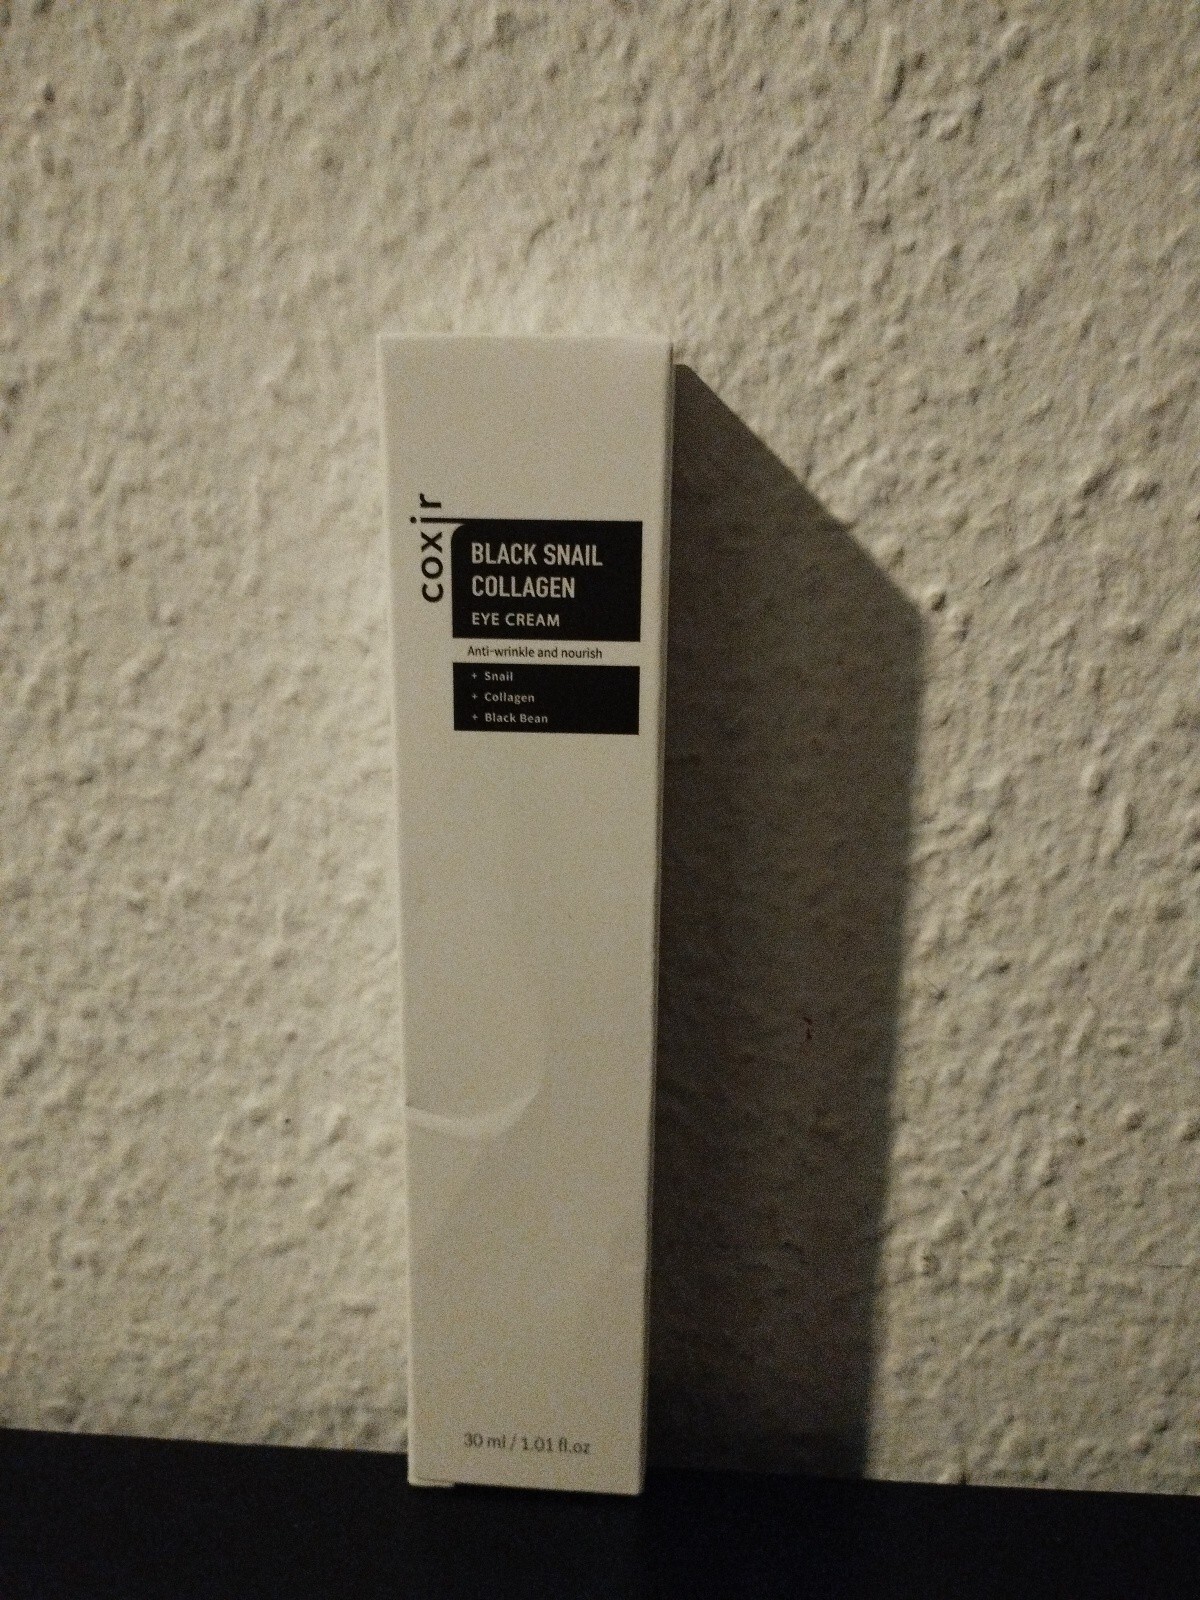 coxir
BLACK SNAIL
COLLAGEN
EYE CREAM
Anti-wrinkle and nourish
+ Snail
+ Collagen
+ Black Bean
30 ml / 1.01 fl.oz